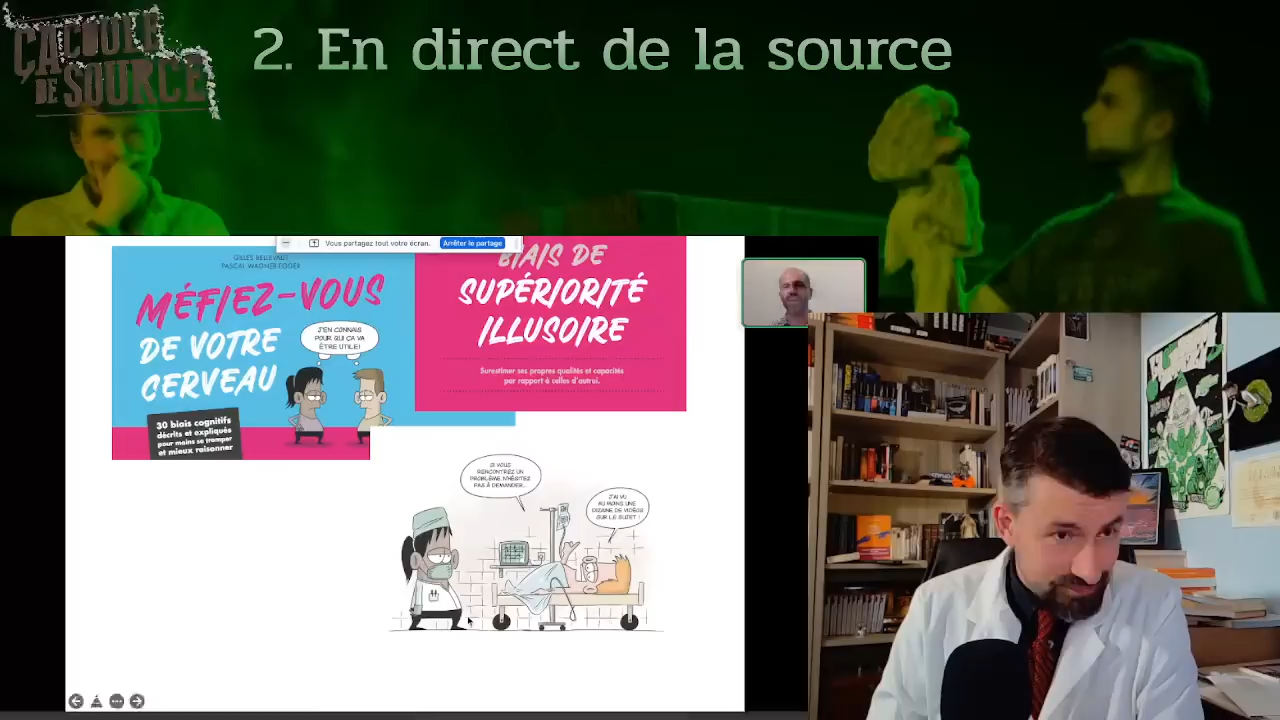 ÇA COULE
DE SOURCE
2. En direct de la source
Vous partagez tout votre écran.
Arrêter le partage
GILLES BELLEVAUT
PASCAL WAGNER-EGGER
MÉFIEZ-VOUS
DE VOTRE
CERVEAU
J'EN CONNAIS
POUR QUI ÇA VA
ÊTRE UTILE!
30 biais cognitifs
décrits et expliqués
pour moins se tromper
et mieux raisonner
BIAIS DE
SUPÉRIORITÉ
ILLUSOIRE
Surestimer ses propres qualités et capacités
par rapport à celles d'autrui.
SI VOUS
RENCONTREZ UN
PROBLÈME, N'HÉSITEZ
PAS À DEMANDER...
J'AI VU
AU MOINS UNE
DIZAINE DE VIDÉOS
SUR LE SUJET !